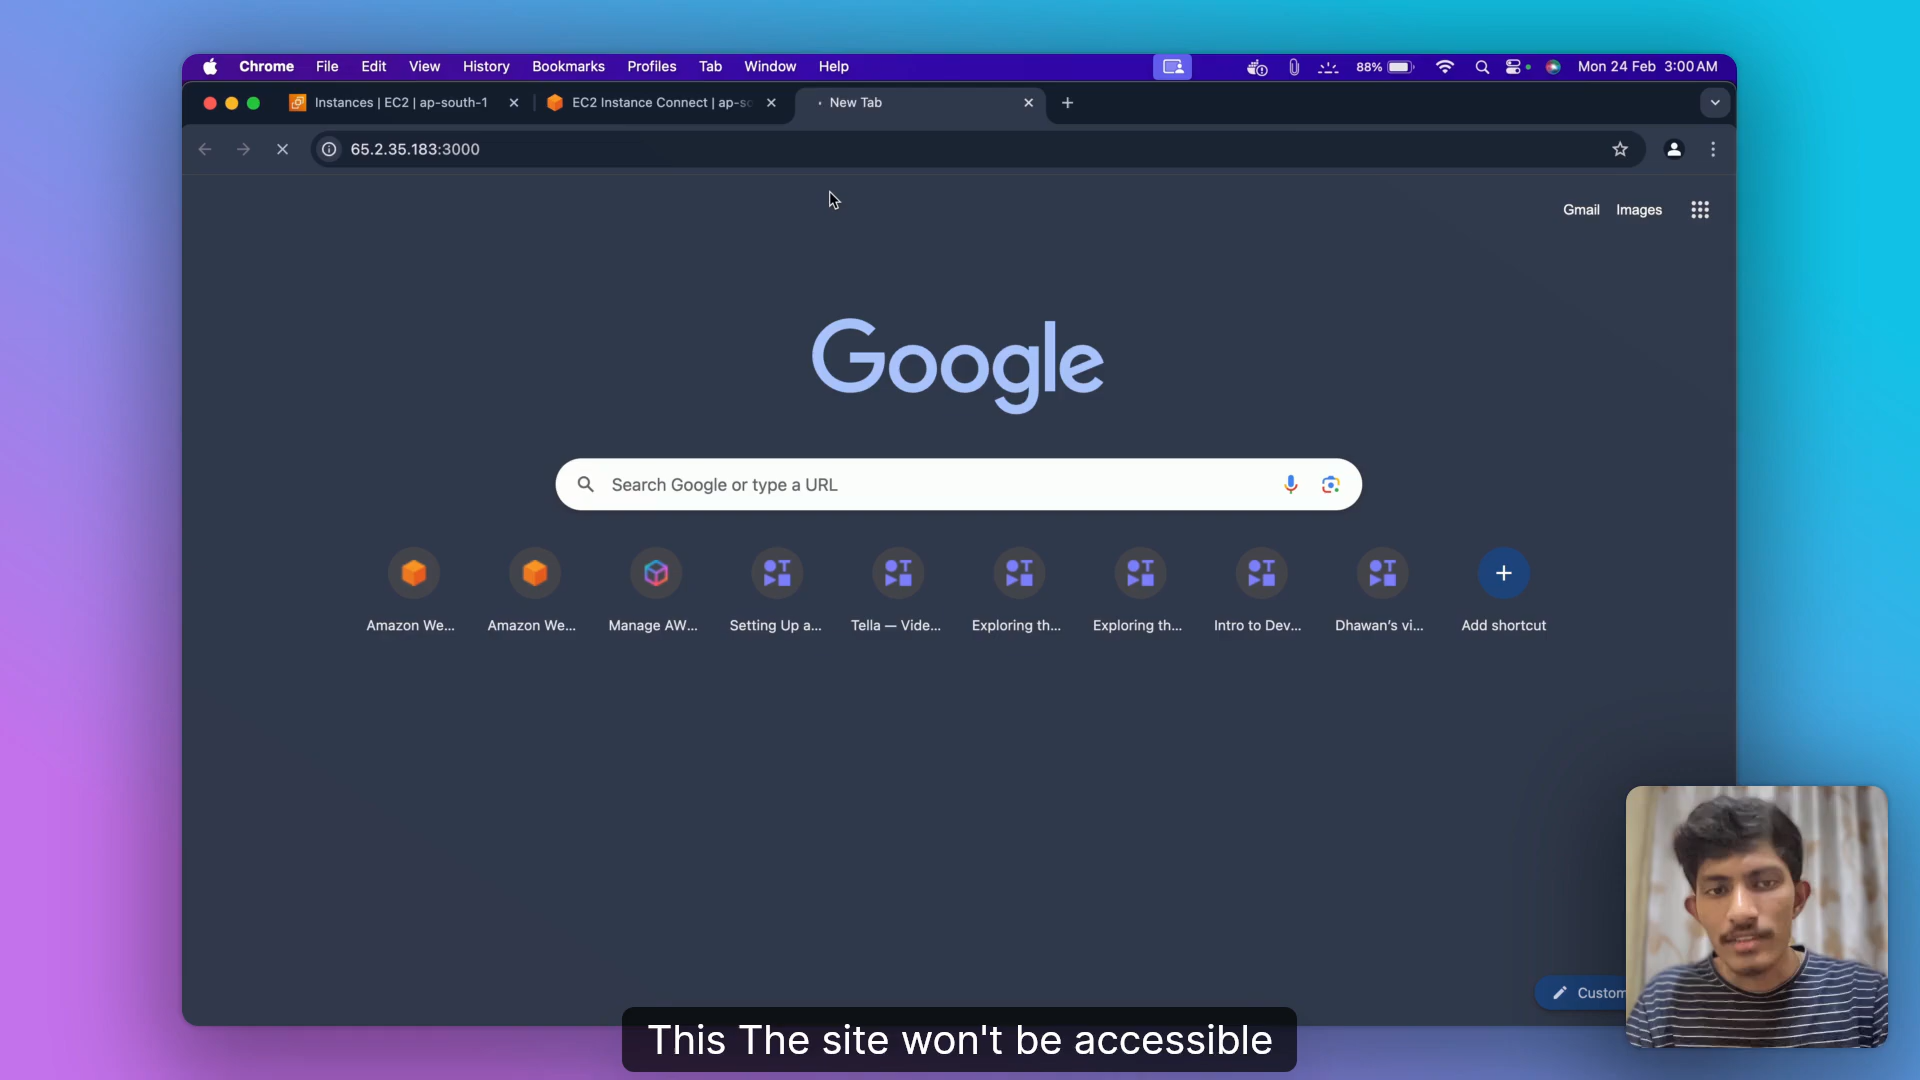 Chrome File Edit View History Bookmarks Profiles Tab Window Help 88% Mon 24 Feb 3:00 AM
Instances | EC2 | ap-south-1 EC2 Instance Connect | ap-sc New Tab
65.2.35.183:3000
Gmail Images
Google
Search Google or type a URL
Amazon We... Amazon We... Manage AW... Setting Up a... Tella — Vide... Exploring th... Exploring th... Intro to Dev... Dhawan's vi... Add shortcut
Custom
This The site won't be accessible